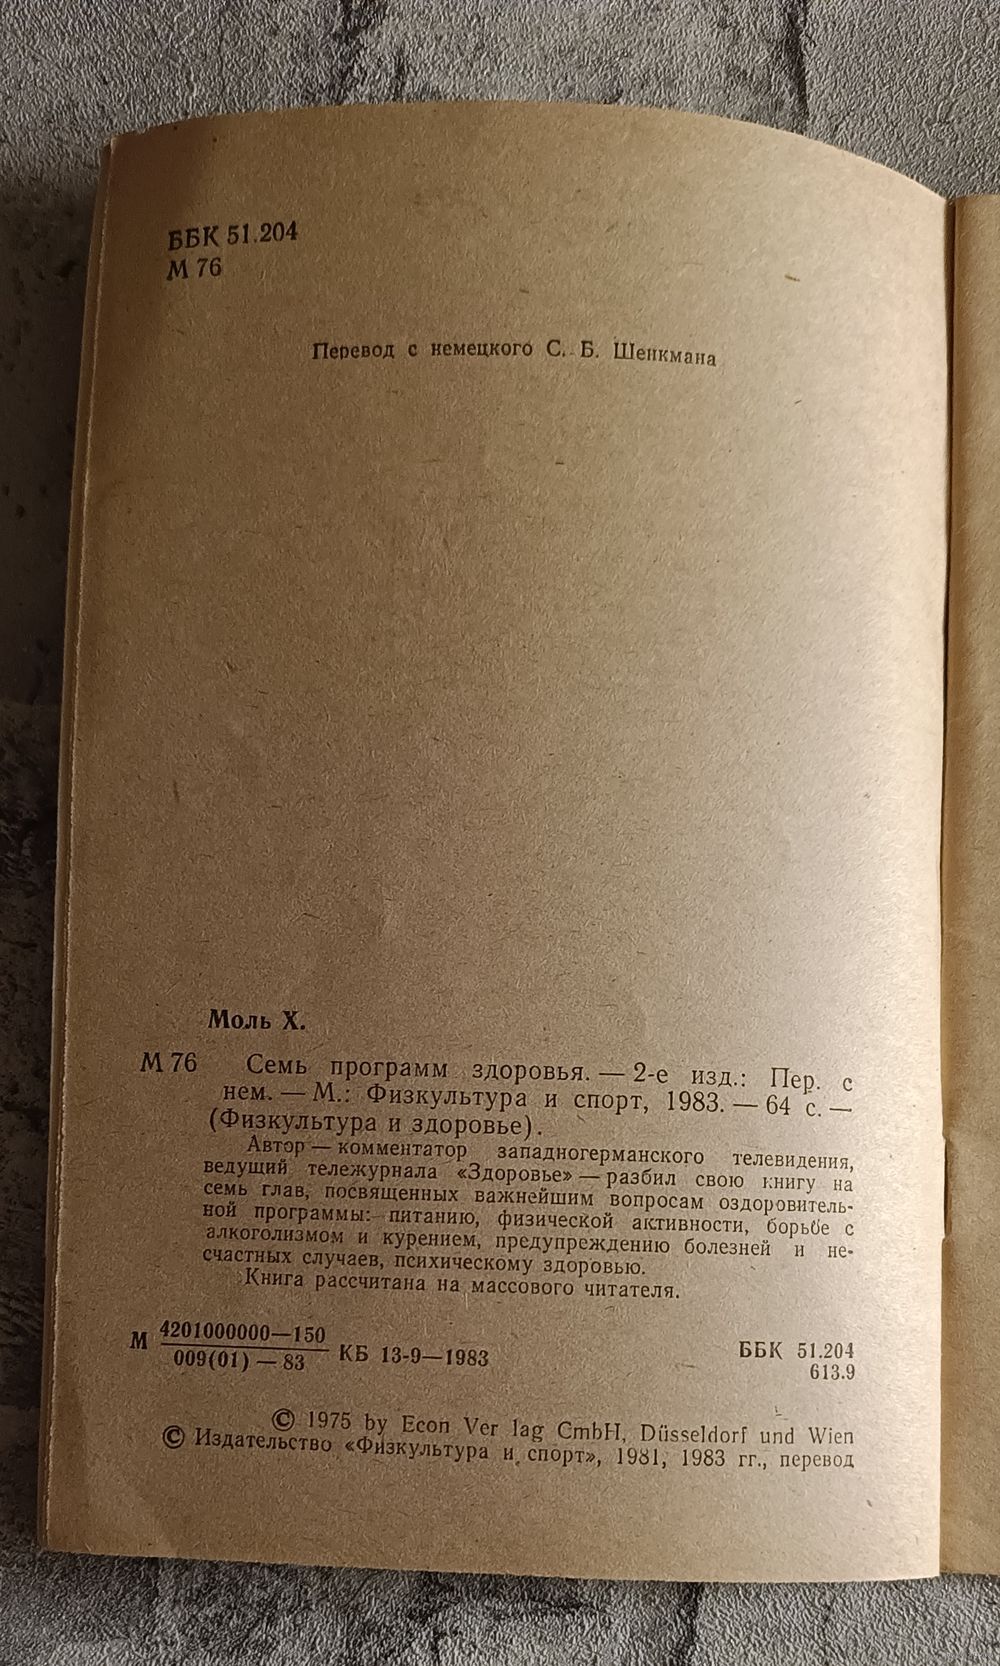 ББК 51.204
М 76
Перевод с немецкого С. Б. Шенкмана
Моль Х.
М 76 Семь программ здоровья. — 2-е изд.: Пер. с
нем. — М.: Физкультура и спорт, 1983. — 64 с. —
(Физкультура и здоровье).
Автор — комментатор западногерманского телевидения,
ведущий тележурнала «Здоровье» — разбил свою книгу на
семь глав, посвященных важнейшим вопросам оздоровитель-
ной программы: питанию, физической активности, борьбе с
алкоголизмом и курением, предупреждению болезней и не-
счастных случаев, психическому здоровью.
Книга рассчитана на массового читателя.
М 4201000000—150
009(01) — 83 КБ 13-9—1983
ББК 51.204
613.9
© 1975 by Econ Ver lag CmbH, Düsseldorf und Wien
© Издательство «Физкультура и спорт», 1981, 1983 гг., перевод